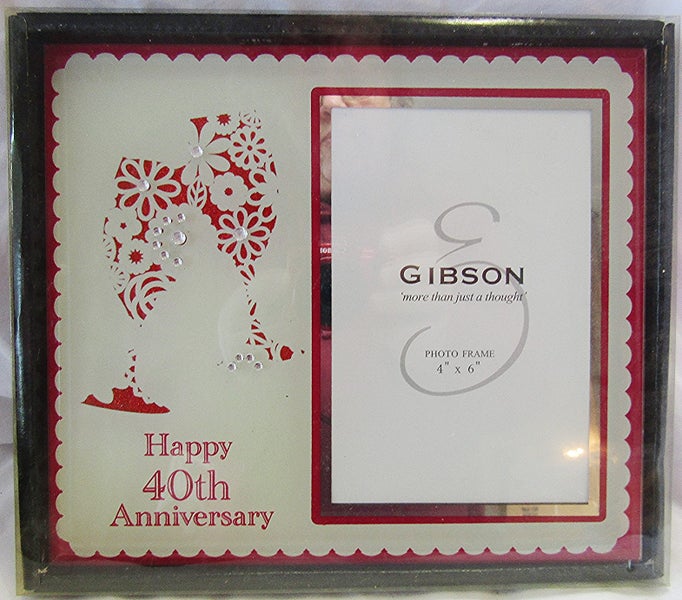 Happy
40th
Anniversary
GIBSON
'more than just a thought'
PHOTO FRAME
4" x 6"